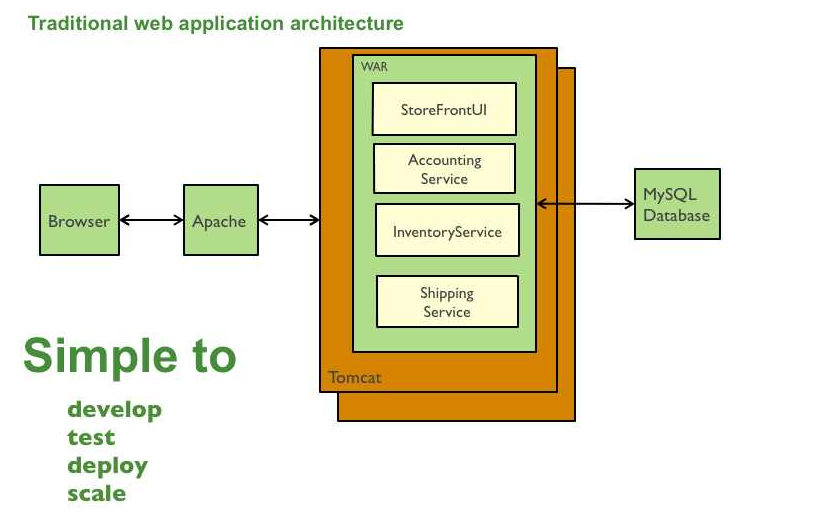 Traditional web application architecture
WAR
StoreFrontUI
Accounting
Service
InventoryService
Shipping
Service
Tomcat
Browser
Apache
MySQL
Database
Simple to
develop
test
deploy
scale